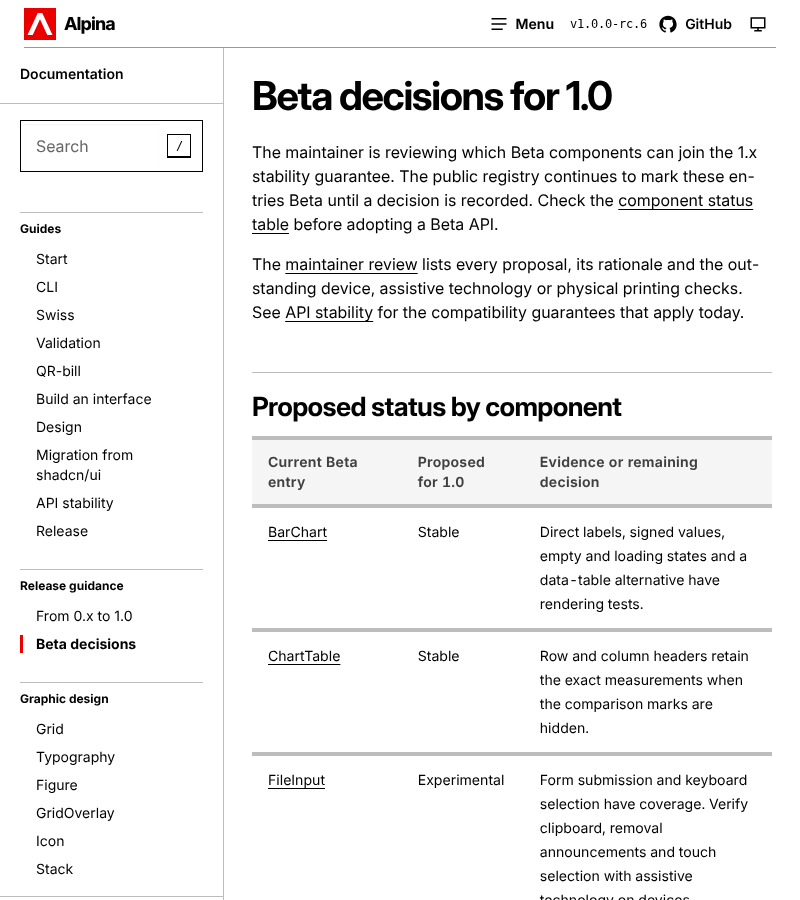 Alpina
Menu
v1.0.0-rc.6
GitHub
Documentation
Search
/
Guides
Start
CLI
Swiss
Validation
QR-bill
Build an interface
Design
Migration from
shadcn/ui
API stability
Release
Release guidance
From 0.x to 1.0
Beta decisions
Graphic design
Grid
Typography
Figure
GridOverlay
Icon
Stack
Beta decisions for 1.0
The maintainer is reviewing which Beta components can join the 1.x
stability guarantee. The public registry continues to mark these en-
tries Beta until a decision is recorded. Check the component status
table before adopting a Beta API.
The maintainer review lists every proposal, its rationale and the out-
standing device, assistive technology or physical printing checks.
See API stability for the compatibility guarantees that apply today.
Proposed status by component
Current Beta
entry
Proposed
for 1.0
Evidence or remaining
decision
BarChart
Stable
Direct labels, signed values,
empty and loading states and a
data-table alternative have
rendering tests.
ChartTable
Stable
Row and column headers retain
the exact measurements when
the comparison marks are
hidden.
FileInput
Experimental
Form submission and keyboard
selection have coverage. Verify
clipboard, removal
announcements and touch
selection with assistive
technology on devices.